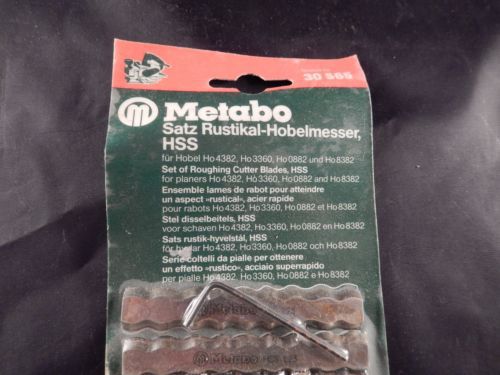 30 365
Metabo
Satz Rustikal-Hobelmesser,
HSS
für Hobel Ho 4382, Ho 3360, Ho 0882 und Ho 8382
Set of Roughing Cutter Blades, HSS
for planers Ho 4382, Ho 3360, Ho 0882 and Ho 8382
Ensemble lames de rabot pour atteindre
un aspect »rustical«, acier rapide
pour rabots Ho 4382, Ho 3360, Ho 0882 et Ho 8382
Stel disselbeitels, HSS
voor schaven Ho 4382, Ho 3360, Ho 0882 en Ho 8382
Sats rustik-hyvelstål, HSS
för hyvlar Ho 4382, Ho 3360, Ho 0882 och Ho 8382
Serie coltelli da pialle per ottenere
un effetto »rustico«, acciaio superrapido
per pialle Ho 4382, Ho 3360, Ho 0882 e Ho 8382
Metabo
Metabo HSS